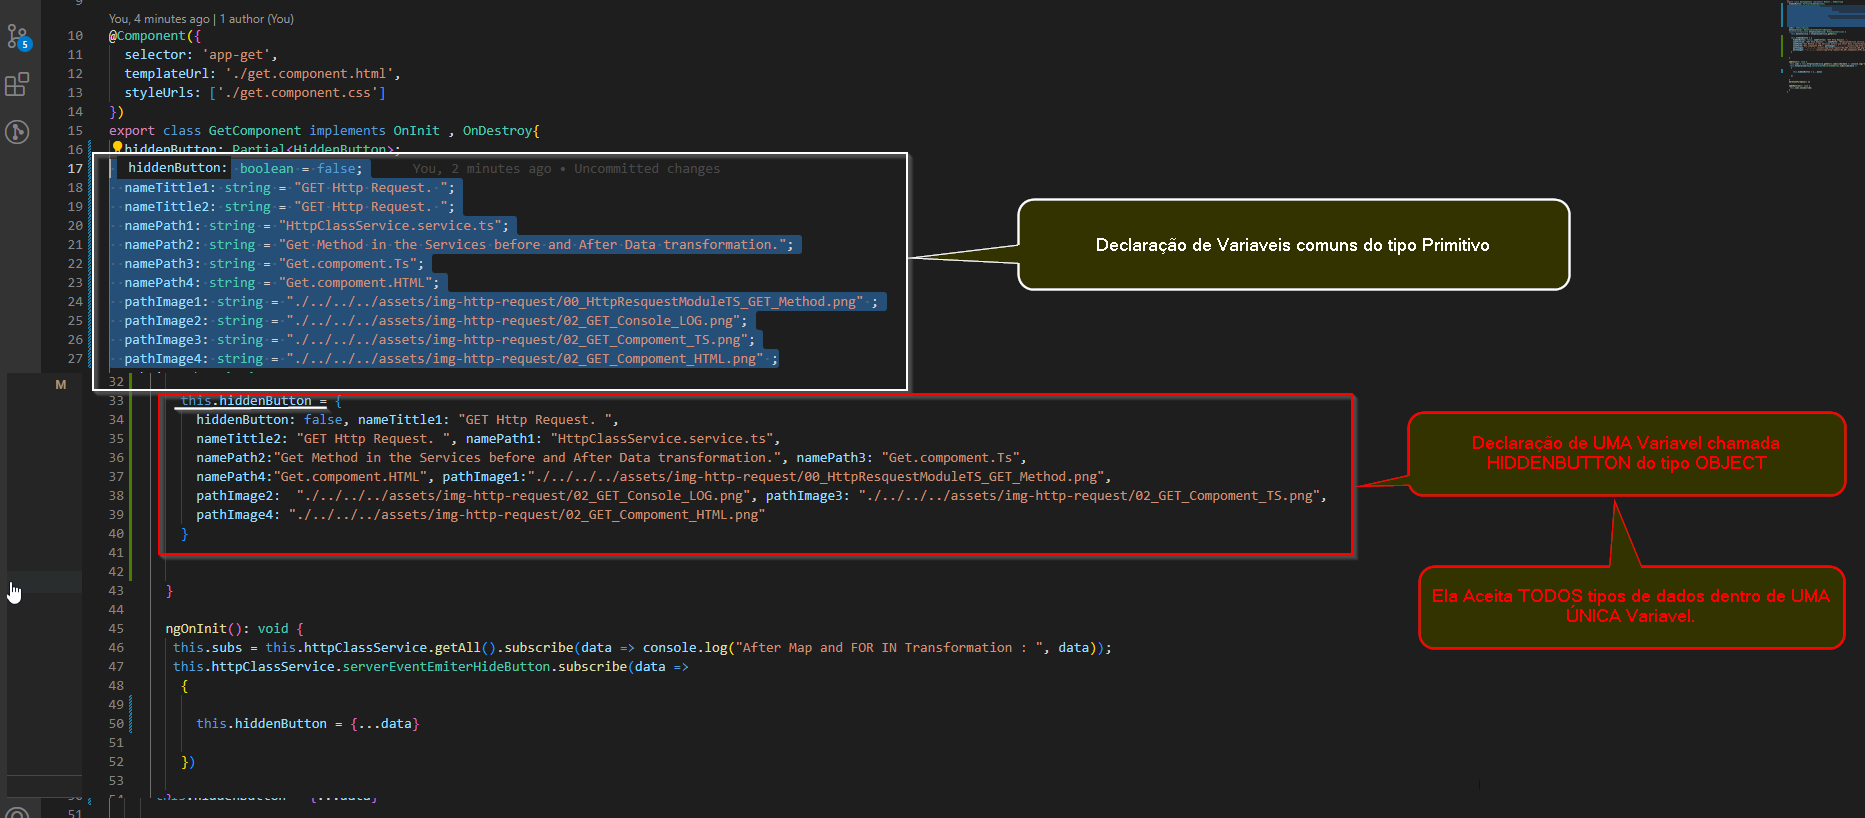 9
You, 4 minutes ago | 1 author (You)
10 @Component({
11 selector: 'app-get',
12 templateUrl: './get.component.html',
13 styleUrls: ['./get.component.css']
14 })
15 export class GetComponent implements OnInit , OnDestroy{
16 hiddenButton: Partial<HiddenButton>;
17 hiddenButton: boolean = false; You, 2 minutes ago • Uncommitted changes
18 nameTittle1: string = "GET Http Request. ";
19 nameTittle2: string = "GET Http Request. ";
20 namePath1: string = "HttpClassService.service.ts";
21 namePath2: string = "Get Method in the Services before and After Data transformation.";
22 namePath3: string = "Get.compoment.Ts";
23 namePath4: string = "Get.compoment.HTML";
24 pathImage1: string = "./../../../assets/img-http-request/00_HttpResquestModuleTS_GET_Method.png" ;
25 pathImage2: string = "./../../../assets/img-http-request/02_GET_Console_LOG.png";
26 pathImage3: string = "./../../../assets/img-http-request/02_GET_Compoment_TS.png";
27 pathImage4: string = "./../../../assets/img-http-request/02_GET_Compoment_HTML.png" ;
Declaração de Variaveis comuns do tipo Primitivo
5
M
32
33 this.hiddenButton = {
34 hiddenButton: false, nameTittle1: "GET Http Request. ",
35 nameTittle2: "GET Http Request. ", namePath1: "HttpClassService.service.ts",
36 namePath2:"Get Method in the Services before and After Data transformation.", namePath3: "Get.compoment.Ts",
37 namePath4:"Get.compoment.HTML", pathImage1:"./../../../assets/img-http-request/00_HttpResquestModuleTS_GET_Method.png",
38 pathImage2: "./../../../assets/img-http-request/02_GET_Console_LOG.png", pathImage3: "./../../../assets/img-http-request/02_GET_Compoment_TS.png",
39 pathImage4: "./../../../assets/img-http-request/02_GET_Compoment_HTML.png"
40 }
41
42
43 }
44
45 ngOnInit(): void {
46 this.subs = this.httpClassService.getAll().subscribe(data => console.log("After Map and FOR IN Transformation : ", data));
47 this.httpClassService.serverEventEmiterHideButton.subscribe(data =>
48 {
49
50 this.hiddenButton = {...data}
51
52 })
53
51
Declaração de UMA Variavel chamada
HIDDENBUTTON do tipo OBJECT
Ela Aceita TODOS tipos de dados dentro de UMA
ÚNICA Variavel.